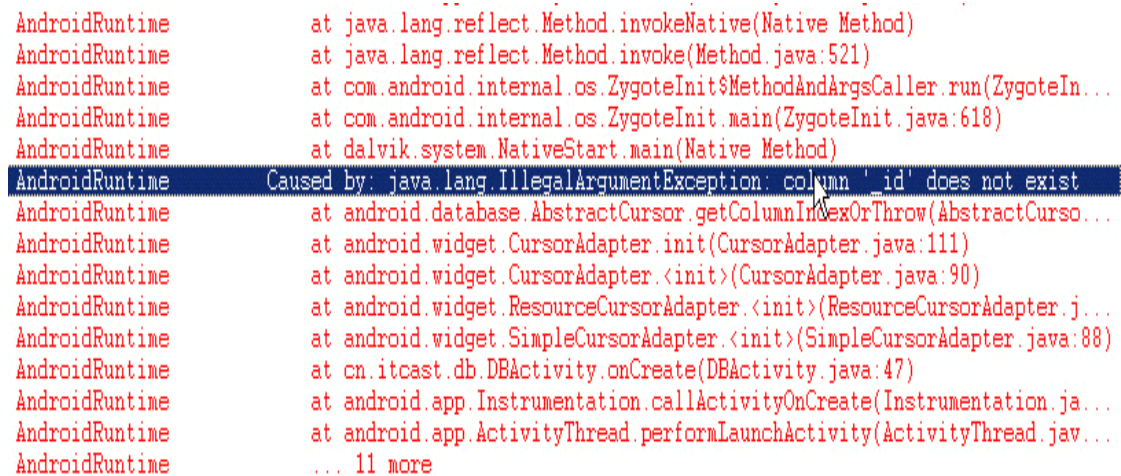 AndroidRuntime at java.lang.reflect.Method.invokeNative(Native Method)
AndroidRuntime at java.lang.reflect.Method.invoke(Method.java:521)
AndroidRuntime at com.android.internal.os.ZygoteInit$MethodAndArgsCaller.run(ZygoteIn...
AndroidRuntime at com.android.internal.os.ZygoteInit.main(ZygoteInit.java:618)
AndroidRuntime at dalvik.system.NativeStart.main(Native Method)
AndroidRuntime Caused by: java.lang.IllegalArgumentException: column '_id' does not exist
AndroidRuntime at android.database.AbstractCursor.getColumnIndexOrThrow(AbstractCurso...
AndroidRuntime at android.widget.CursorAdapter.init(CursorAdapter.java:111)
AndroidRuntime at android.widget.CursorAdapter.<init>(CursorAdapter.java:90)
AndroidRuntime at android.widget.ResourceCursorAdapter.<init>(ResourceCursorAdapter.j...
AndroidRuntime at android.widget.SimpleCursorAdapter.<init>(SimpleCursorAdapter.java:88)
AndroidRuntime at cn.itcast.db.DBActivity.onCreate(DBActivity.java:47)
AndroidRuntime at android.app.Instrumentation.callActivityOnCreate(Instrumentation.ja...
AndroidRuntime at android.app.ActivityThread.performLaunchActivity(ActivityThread.jav...
AndroidRuntime ... 11 more